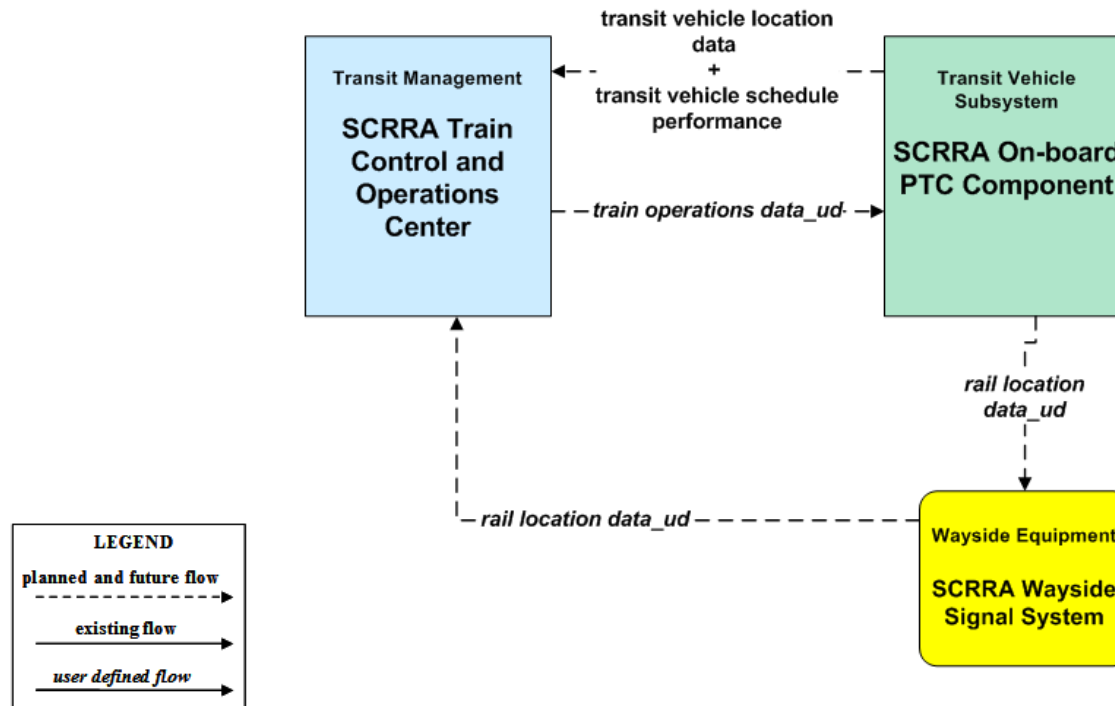 transit vehicle location
data
+
transit vehicle schedule
performance
Transit Management
SCRRA Train
Control and
Operations
Center
Transit Vehicle
Subsystem
SCRRA On-board
PTC Component
train operations data_ud
rail location
data_ud
rail location data_ud
Wayside Equipment
SCRRA Wayside
Signal System
LEGEND
planned and future flow
existing flow
user defined flow